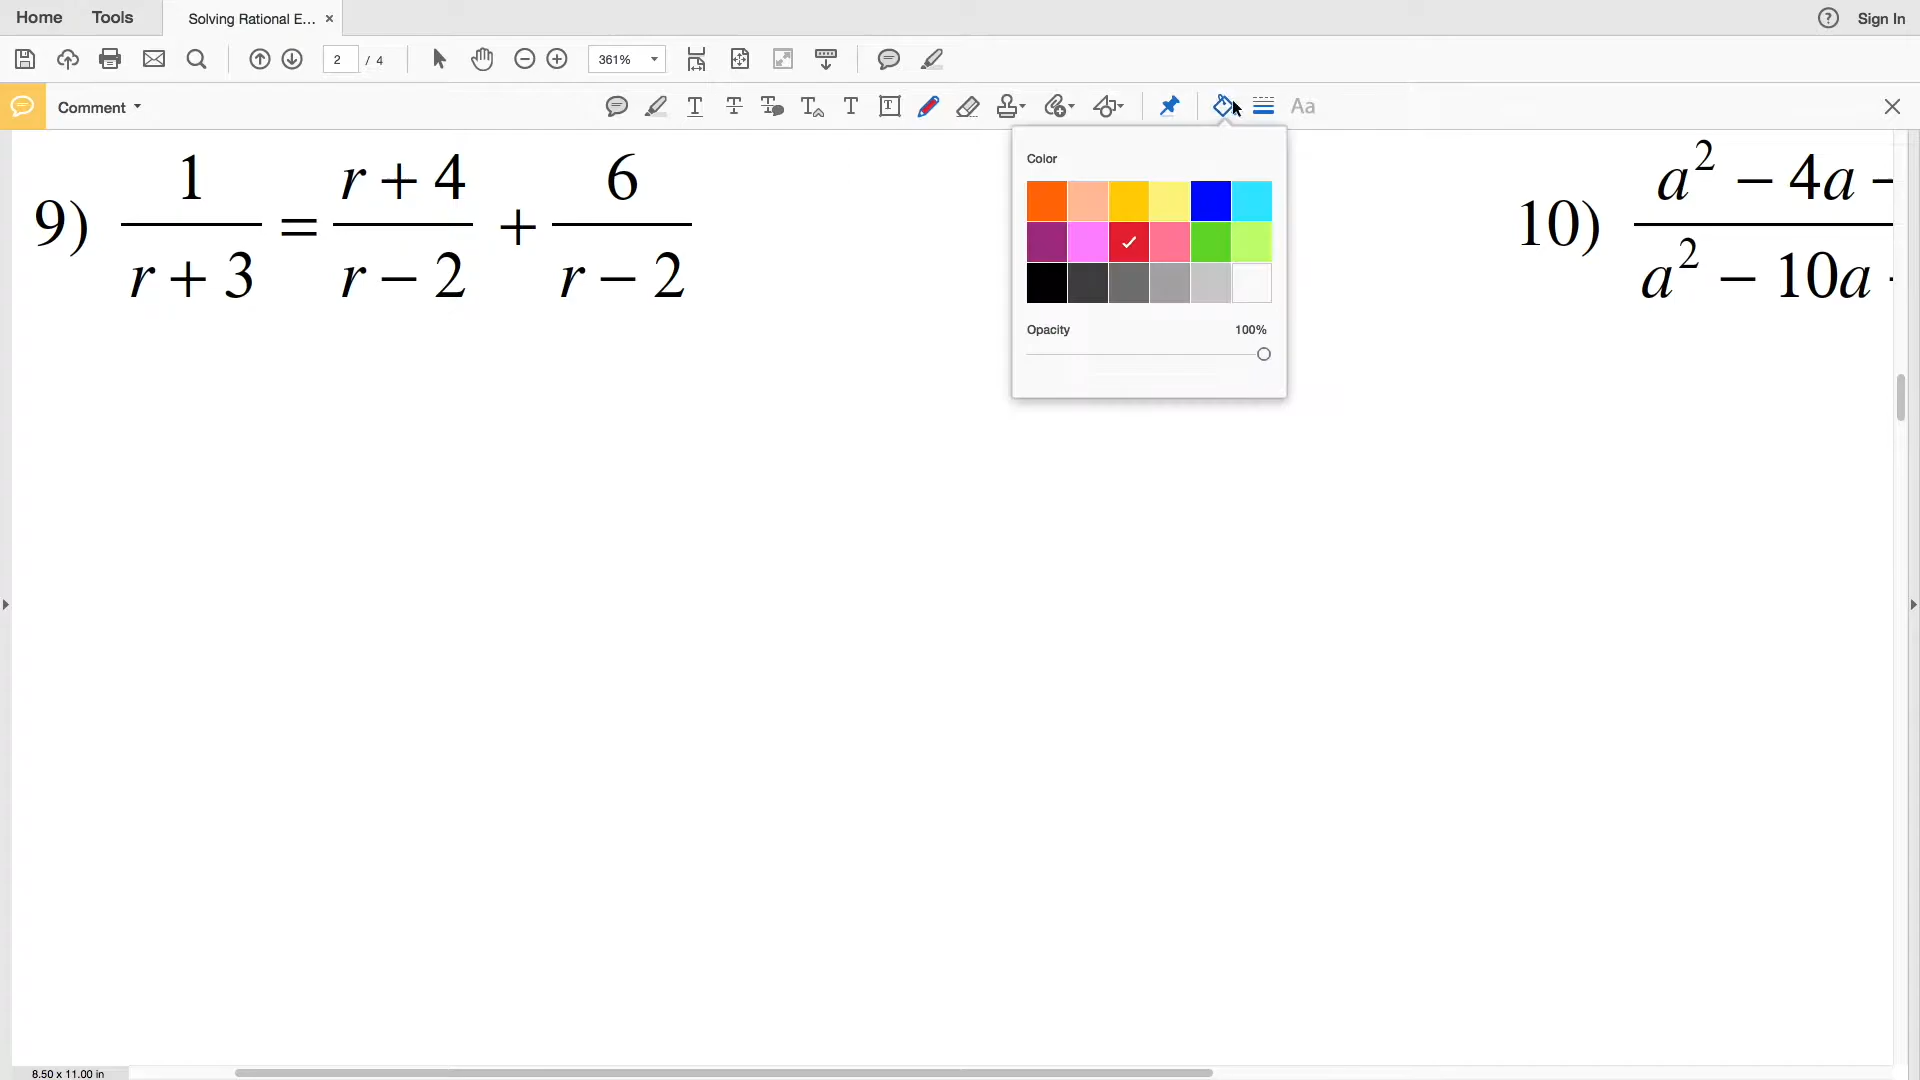 Home Tools Solving Rational E... × ? Sign In
2 / 4 361%
Comment T T T T T T Aa
Color
Opacity 100%
9) 1/(r + 3) = (r + 4)/(r − 2) + 6/(r − 2)
10) a² − 4a −
a² − 10a
8.50 x 11.00 in